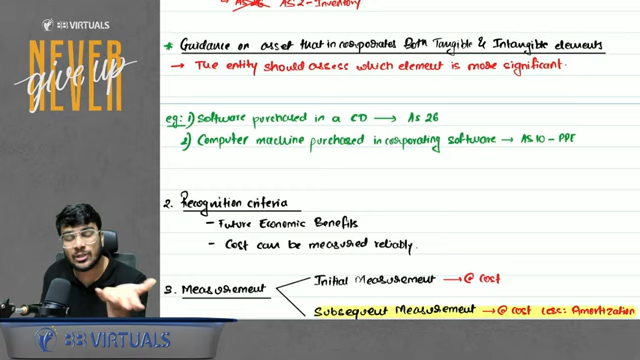 BB VIRTUALS
→ AS 2 - Inventory
NEVER
give up
NEVER
* Guidance on asset that incorporates Both Tangible & Intangible elements
→ The entity should assess which element is more significant.
eg: 1) Software purchased in a CD → AS 26
2) Computer machine purchased incorporating software → AS 10 - PPE
2. Recognition criteria
- Future Economic Benefits
- Cost can be measured reliably.
3. Measurement
Initial Measurement → @ cost
Subsequent Measurement → @ cost Less: Amortization
BB VIRTUALS